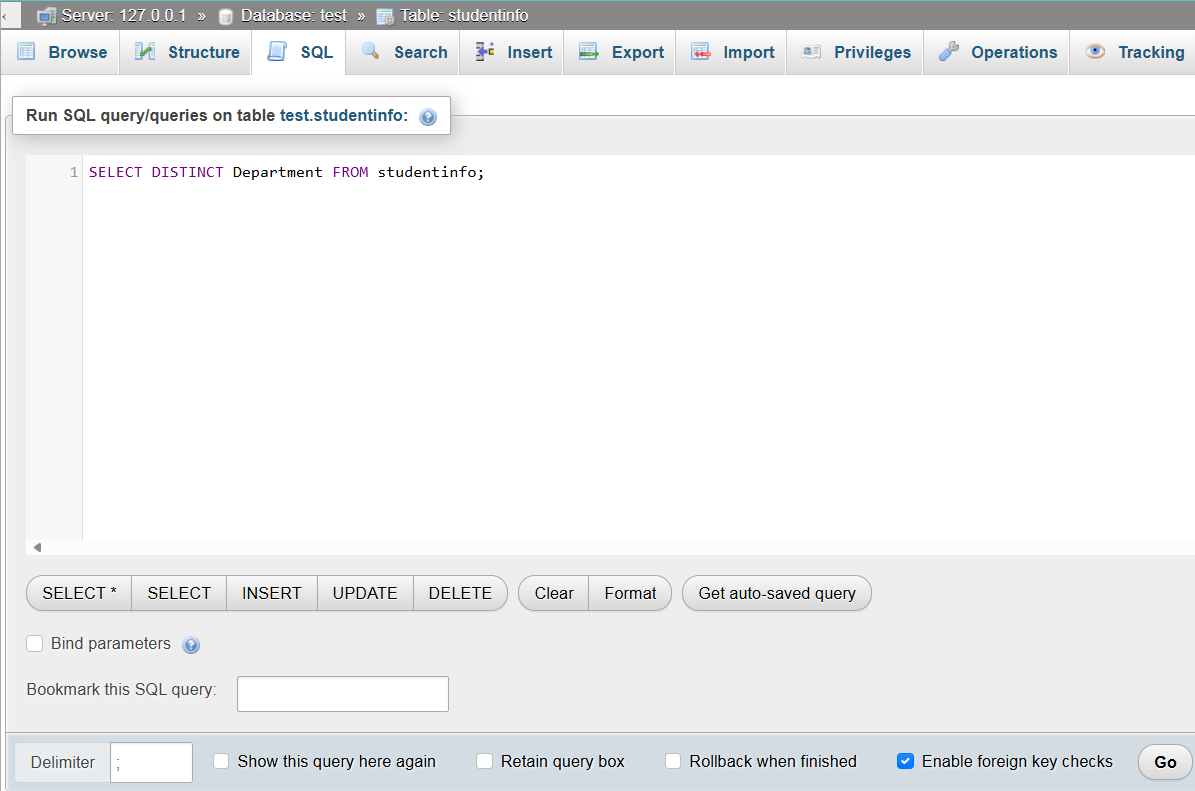 Server: 127.0.0.1 » Database: test » Table: studentinfo
Browse Structure SQL Search Insert Export Import Privileges Operations Tracking
Run SQL query/queries on table test.studentinfo:
1 SELECT DISTINCT Department FROM studentinfo;
SELECT * SELECT INSERT UPDATE DELETE Clear Format Get auto-saved query
Bind parameters
Bookmark this SQL query:
Delimiter ; Show this query here again Retain query box Rollback when finished Enable foreign key checks Go